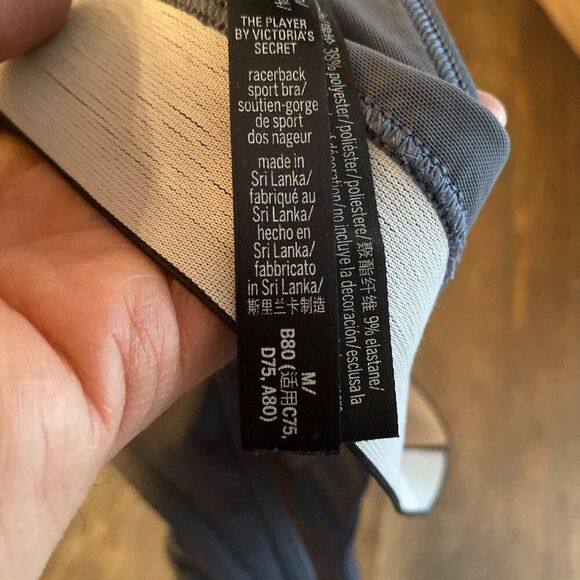 THE PLAYER
BY VICTORIA'S
SECRET
racerback
sport bra/
soutien-gorge
de sport
dos nageur
made in
Sri Lanka/
fabriqué au
Sri Lanka/
hecho en
Sri Lanka/
fabbricato
in Sri Lanka/
斯里兰卡制造
M/
B80 (适用C75,
D75, A80)
38% polyester/poliéster/poliestere/聚酯纤维 9% elastane/
décoration/no incluye la decoración/esclusa la